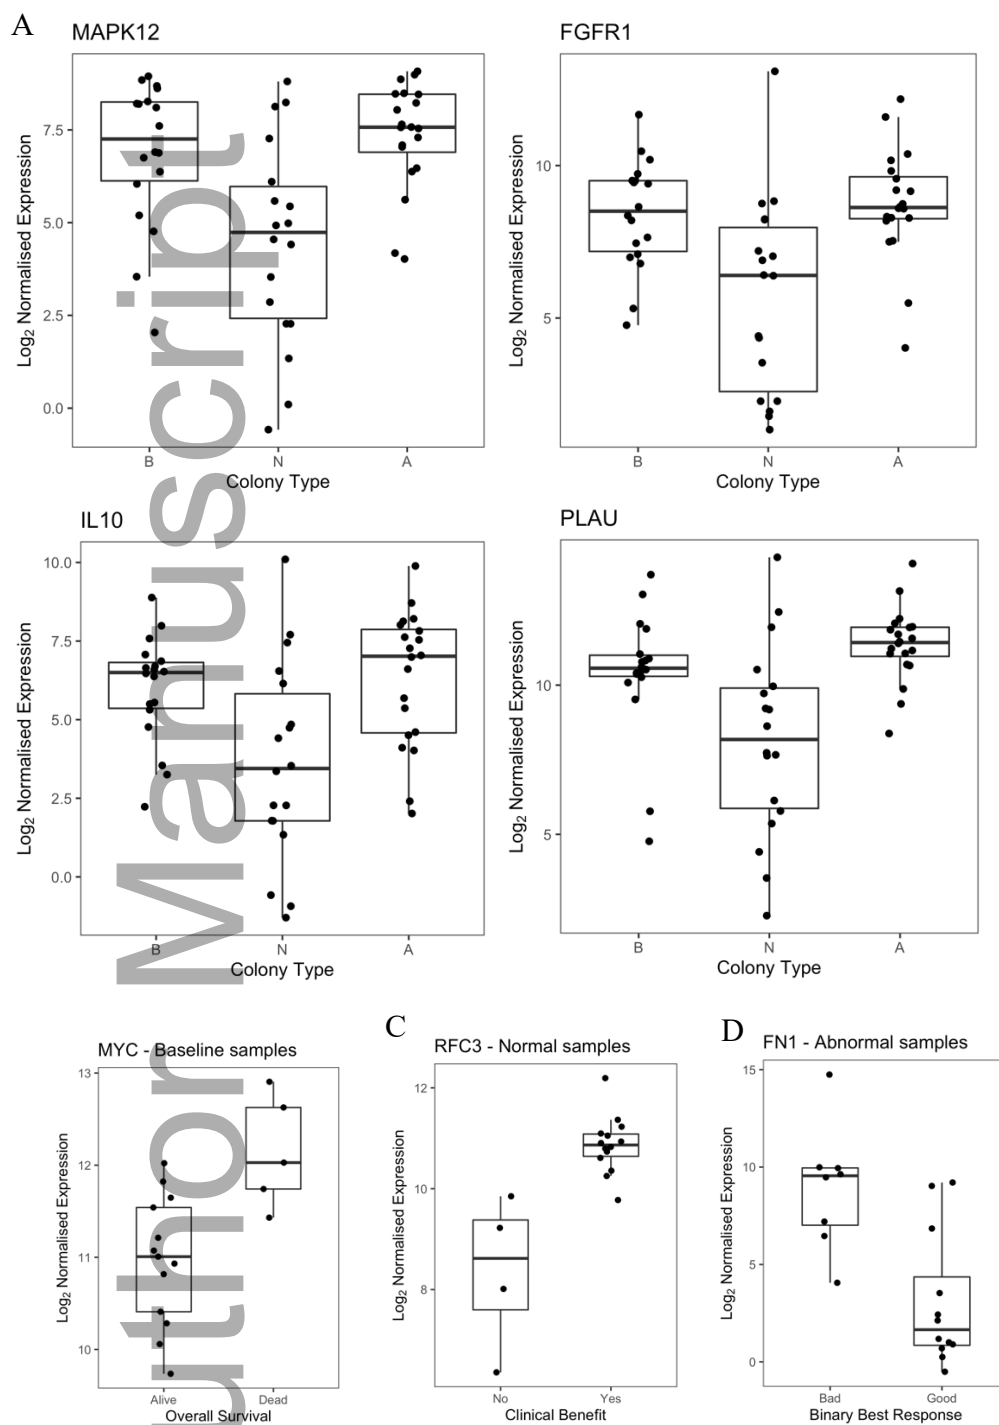 A
MAPK12
FGFR1
Log2 Normalised Expression
7.5
5.0
2.5
0.0
B N A
Colony Type
Log2 Normalised Expression
10
5
B N A
Colony Type
IL10
PLAU
Log2 Normalised Expression
10.0
7.5
5.0
2.5
0.0
B N A
Colony Type
Log2 Normalised Expression
10
5
B N A
Colony Type
MYC - Baseline samples
Log2 Normalised Expression
13
12
11
10
Alive Dead
Overall Survival
C
RFC3 - Normal samples
Log2 Normalised Expression
12
10
8
No Yes
Clinical Benefit
D
FN1 - Abnormal samples
Log2 Normalised Expression
15
10
5
0
Bad Good
Binary Best Response
uthor Manuscript